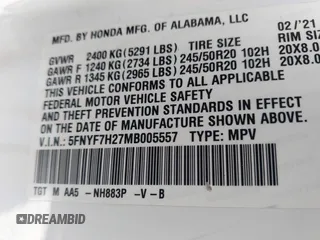 MFD. BY HONDA MFG. OF ALABAMA, LLC 02/'21
GVWR 2400 KG (5291 LBS) TIRE SIZE RIM
GAWR F 1240 KG (2734 LBS) 245/50R20 102H 20X8.0
GAWR R 1345 KG (2965 LBS) 245/50R20 102H 20X8.0
THIS VEHICLE CONFORMS TO ALL APPLICABLE
FEDERAL MOTOR VEHICLE SAFETY, BUMPER,
AND THEFT PREVENTION STANDARDS IN EFFECT
ON THE DATE OF MANUFACTURE SHOWN ABOVE.
V.I.N.: 5FNYF7H27MB005557 TYPE: MPV
TGT M AA5 -NH883P -V-B
DREAMBID